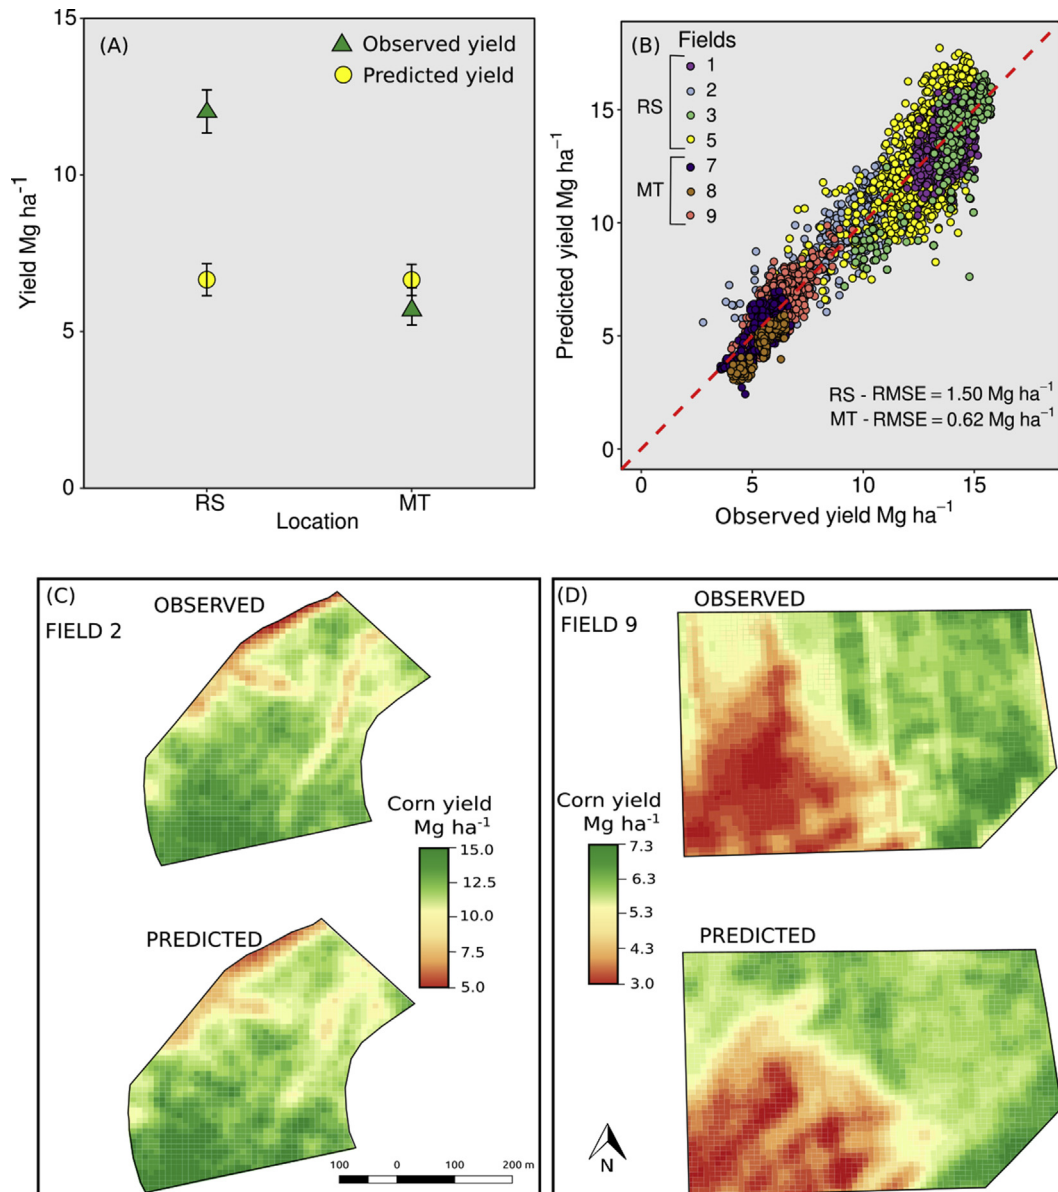 (A)
Observed yield
Predicted yield
Yield Mg ha⁻¹
15
10
5
0
RS
MT
Location
(B)
Fields
RS
1
2
3
5
MT
7
8
9
Predicted yield Mg ha⁻¹
15
10
5
0
RS - RMSE = 1.50 Mg ha⁻¹
MT - RMSE = 0.62 Mg ha⁻¹
0
5
10
15
Observed yield Mg ha⁻¹
(C)
OBSERVED
FIELD 2
Corn yield
Mg ha⁻¹
15.0
12.5
10.0
7.5
5.0
PREDICTED
100
0
100
200 m
(D)
OBSERVED
FIELD 9
Corn yield
Mg ha⁻¹
7.3
6.3
5.3
4.3
3.0
PREDICTED
N